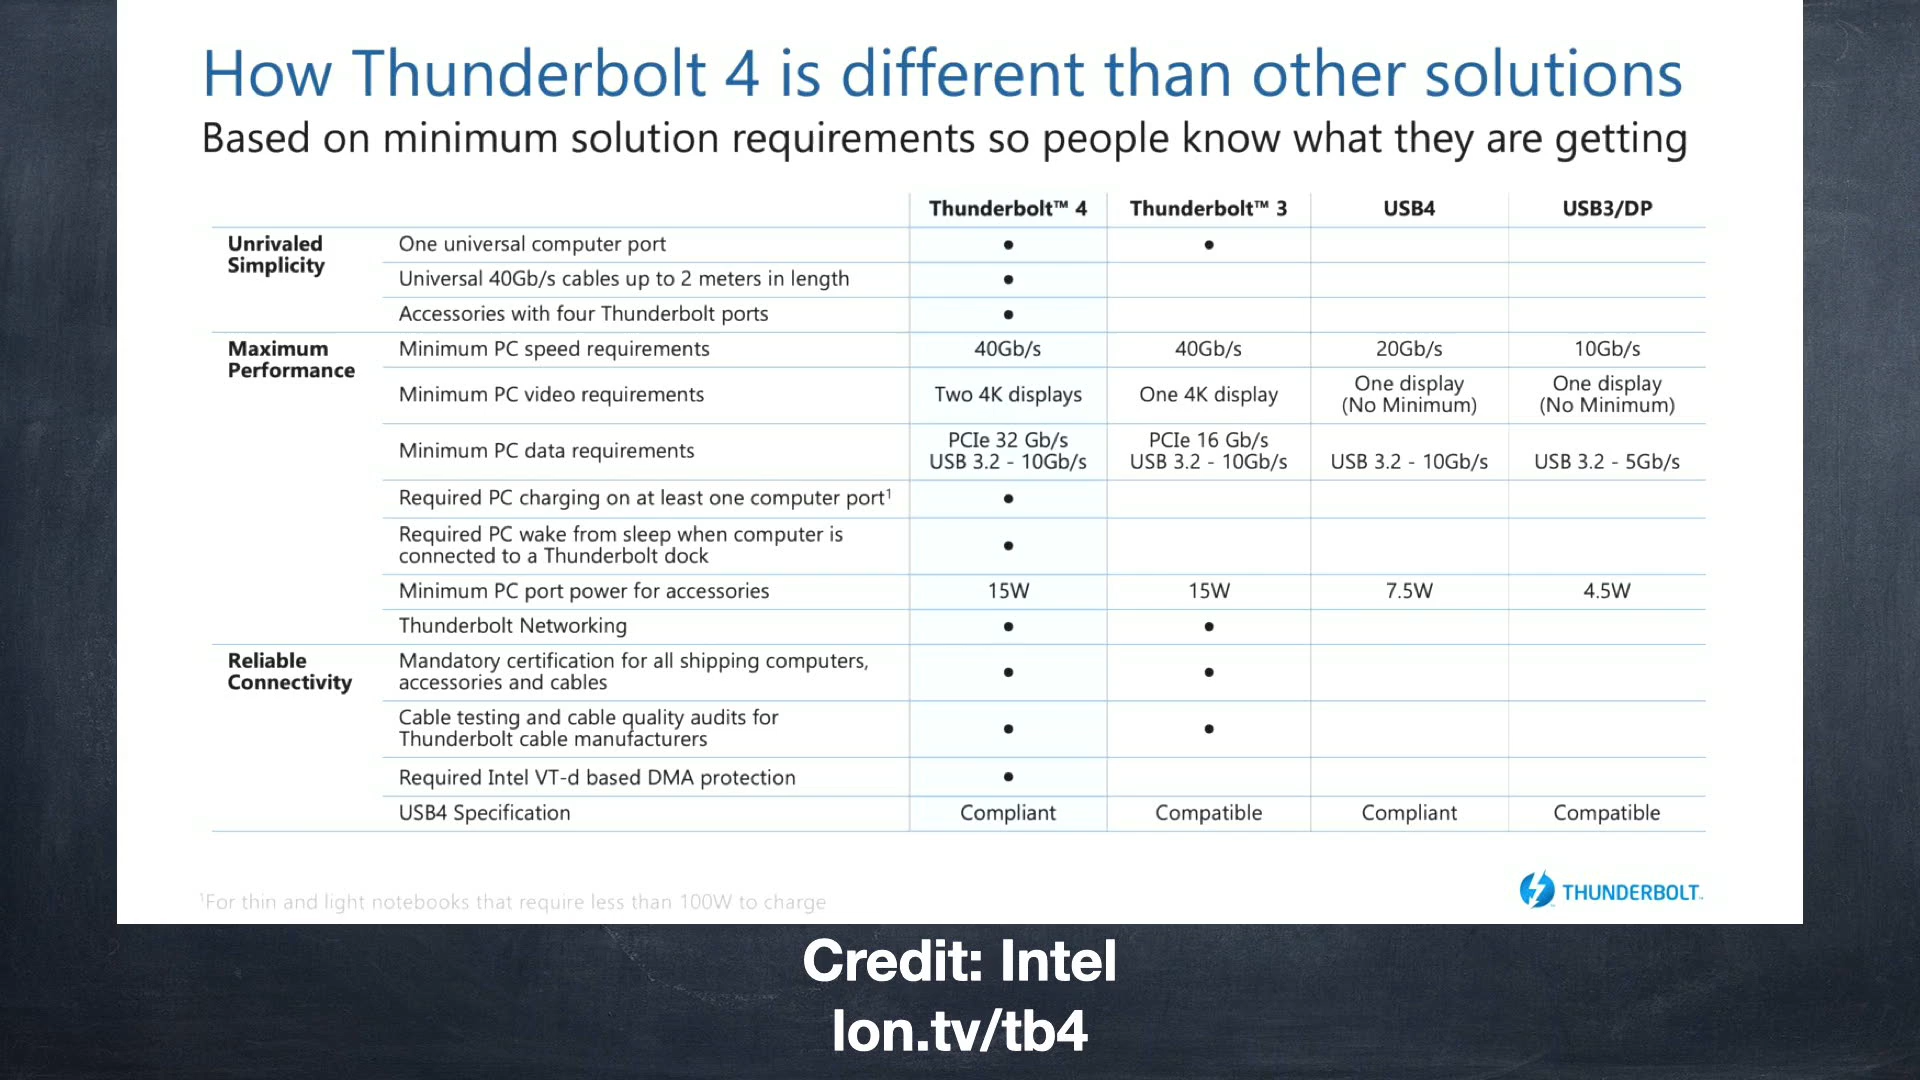 How Thunderbolt 4 is different than other solutions
Based on minimum solution requirements so people know what they are getting
Thunderbolt™ 4 Thunderbolt™ 3 USB4 USB3/DP
Unrivaled Simplicity
One universal computer port • •
Universal 40Gb/s cables up to 2 meters in length •
Accessories with four Thunderbolt ports •
Maximum Performance
Minimum PC speed requirements 40Gb/s 40Gb/s 20Gb/s 10Gb/s
Minimum PC video requirements Two 4K displays One 4K display One display (No Minimum) One display (No Minimum)
Minimum PC data requirements PCIe 32 Gb/s USB 3.2 - 10Gb/s PCIe 16 Gb/s USB 3.2 - 10Gb/s USB 3.2 - 10Gb/s USB 3.2 - 5Gb/s
Required PC charging on at least one computer port¹ •
Required PC wake from sleep when computer is
connected to a Thunderbolt dock •
Minimum PC port power for accessories 15W 15W 7.5W 4.5W
Thunderbolt Networking • •
Reliable Connectivity
Mandatory certification for all shipping computers,
accessories and cables • •
Cable testing and cable quality audits for
Thunderbolt cable manufacturers • •
Required Intel VT-d based DMA protection •
USB4 Specification Compliant Compatible Compliant Compatible
¹For thin and light notebooks that require less than 100W to charge
THUNDERBOLT™
Credit: Intel
lon.tv/tb4